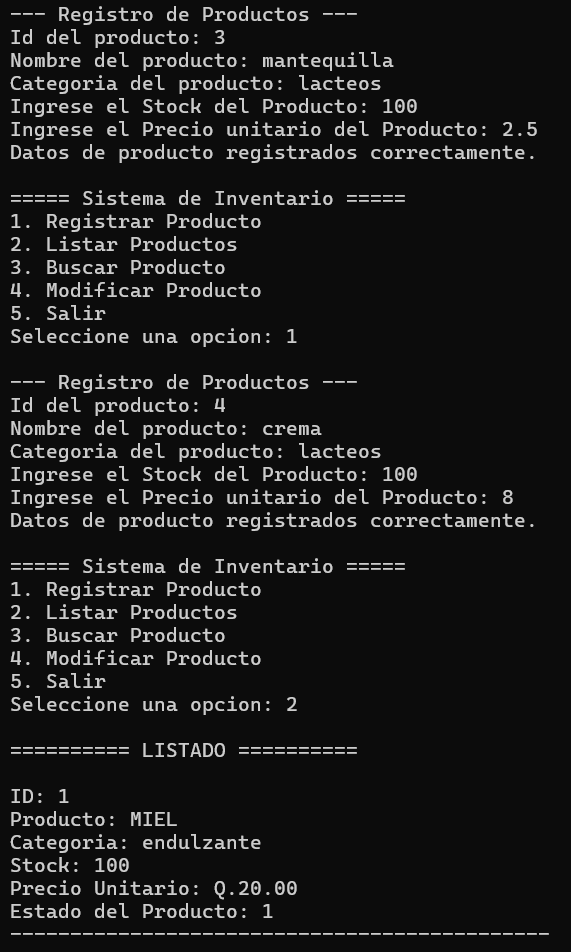 --- Registro de Productos ---
Id del producto: 3
Nombre del producto: mantequilla
Categoria del producto: lacteos
Ingrese el Stock del Producto: 100
Ingrese el Precio unitario del Producto: 2.5
Datos de producto registrados correctamente.

===== Sistema de Inventario =====
1. Registrar Producto
2. Listar Productos
3. Buscar Producto
4. Modificar Producto
5. Salir
Seleccione una opcion: 1

--- Registro de Productos ---
Id del producto: 4
Nombre del producto: crema
Categoria del producto: lacteos
Ingrese el Stock del Producto: 100
Ingrese el Precio unitario del Producto: 8
Datos de producto registrados correctamente.

===== Sistema de Inventario =====
1. Registrar Producto
2. Listar Productos
3. Buscar Producto
4. Modificar Producto
5. Salir
Seleccione una opcion: 2

========== LISTADO ==========

ID: 1
Producto: MIEL
Categoria: endulzante
Stock: 100
Precio Unitario: Q.20.00
Estado del Producto: 1
---------------------------------------------